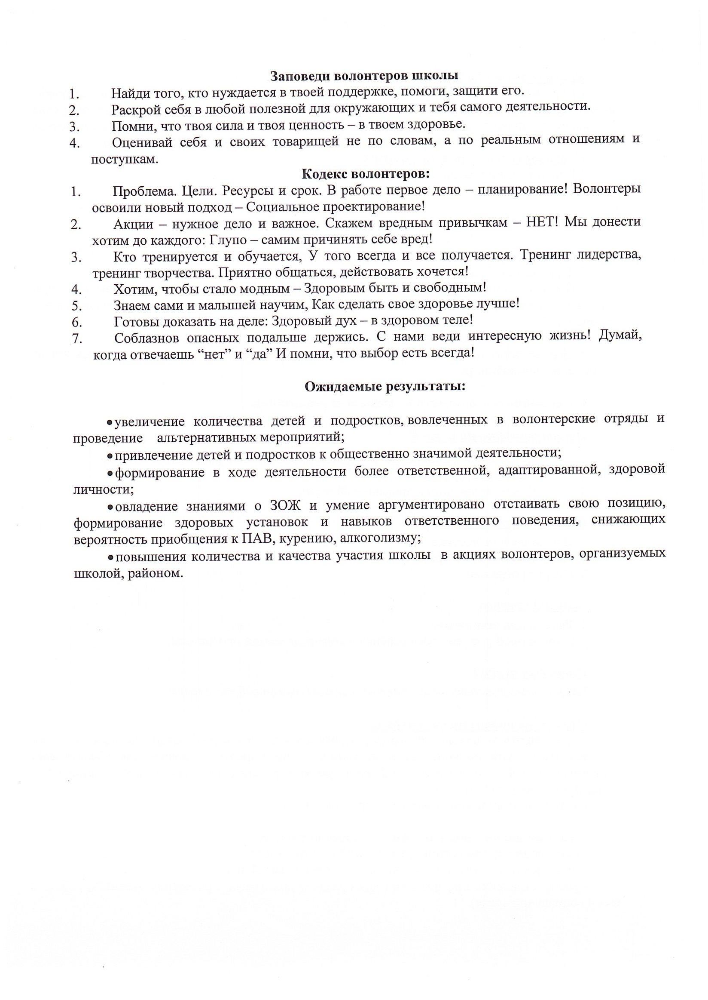 Заповеди волонтеров школы
1. Найди того, кто нуждается в твоей поддержке, помоги, защити его.
2. Раскрой себя в любой полезной для окружающих и тебя самого деятельности.
3. Помни, что твоя сила и твоя ценность – в твоем здоровье.
4. Оценивай себя и своих товарищей не по словам, а по реальным отношениям и
поступкам.
Кодекс волонтеров:
1. Проблема. Цели. Ресурсы и срок. В работе первое дело – планирование! Волонтеры
освоили новый подход – Социальное проектирование!
2. Акции – нужное дело и важное. Скажем вредным привычкам – НЕТ! Мы донести
хотим до каждого: Глупо – самим причинять себе вред!
3. Кто тренируется и обучается, У того всегда и все получается. Тренинг лидерства,
тренинг творчества. Приятно общаться, действовать хочется!
4. Хотим, чтобы стало модным – Здоровым быть и свободным!
5. Знаем сами и малышей научим, Как сделать свое здоровье лучше!
6. Готовы доказать на деле: Здоровый дух – в здоровом теле!
7. Соблазнов опасных подальше держись. С нами веди интересную жизнь! Думай,
когда отвечаешь “нет” и “да” И помни, что выбор есть всегда!
Ожидаемые результаты:
•увеличение количества детей и подростков, вовлеченных в волонтерские отряды и
проведение альтернативных мероприятий;
•привлечение детей и подростков к общественно значимой деятельности;
•формирование в ходе деятельности более ответственной, адаптированной, здоровой
личности;
•овладение знаниями о ЗОЖ и умение аргументировано отстаивать свою позицию,
формирование здоровых установок и навыков ответственного поведения, снижающих
вероятность приобщения к ПАВ, курению, алкоголизму;
•повышения количества и качества участия школы в акциях волонтеров, организуемых
школой, районом.